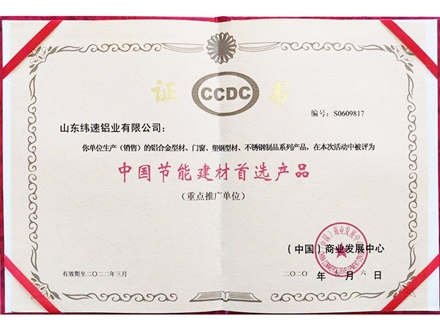 证 CCDC 书
编号：S0609817
山东纬速铝业有限公司：
你单位生产（销售）的铝合金型材、门窗、塑钢型材、不锈钢制品系列产品，在本次活动中被评为
中国节能建材首选产品
（重点推广单位）
（中国）商业发展中心
有效期至二〇二二年三月
二〇二〇 年 月 六 日